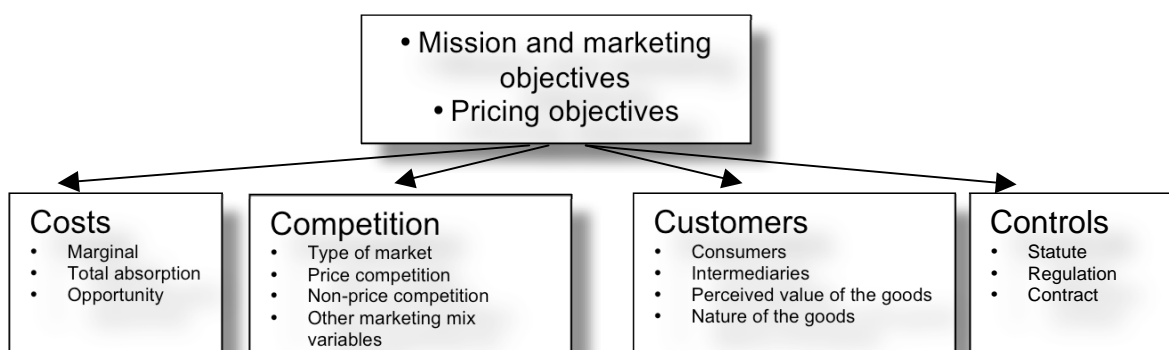 • Mission and marketing
objectives
• Pricing objectives
Costs
• Marginal
• Total absorption
• Opportunity
Competition
• Type of market
• Price competition
• Non-price competition
• Other marketing mix
variables
Customers
• Consumers
• Intermediaries
• Perceived value of the goods
• Nature of the goods
Controls
• Statute
• Regulation
• Contract